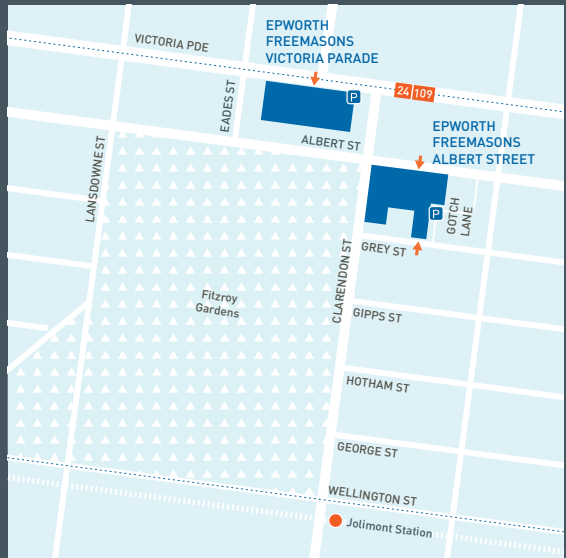 EPWORTH
FREEMASONS
VICTORIA PARADE
VICTORIA PDE
P
24 109
EADES ST
ALBERT ST
EPWORTH
FREEMASONS
ALBERT STREET
LANSDOWNE ST
P
GOTCH
LANE
GREY ST
CLARENDON ST
Fitzroy
Gardens
GIPPS ST
HOTHAM ST
GEORGE ST
WELLINGTON ST
Jolimont Station